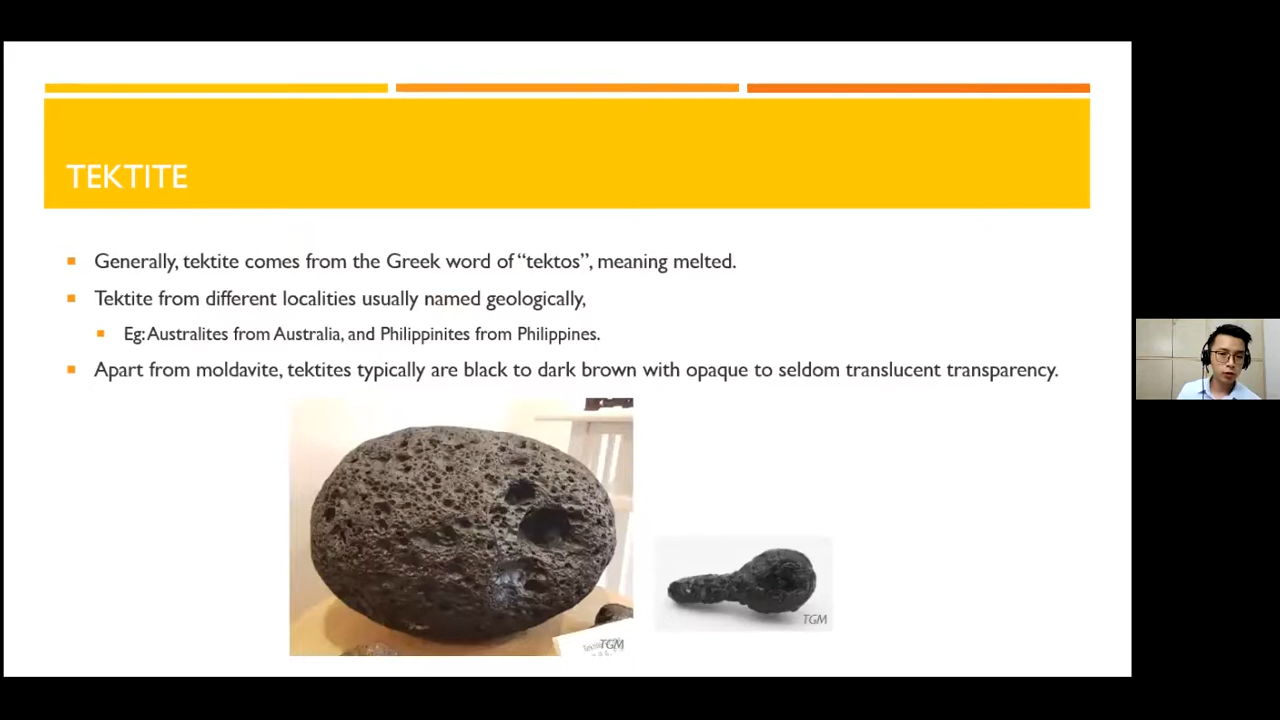 TEKTITE
Generally, tektite comes from the Greek word of “tektos”, meaning melted.
Tektite from different localities usually named geologically,
Eg: Australites from Australia, and Philippinites from Philippines.
Apart from moldavite, tektites typically are black to dark brown with opaque to seldom translucent transparency.
TGM
TGM